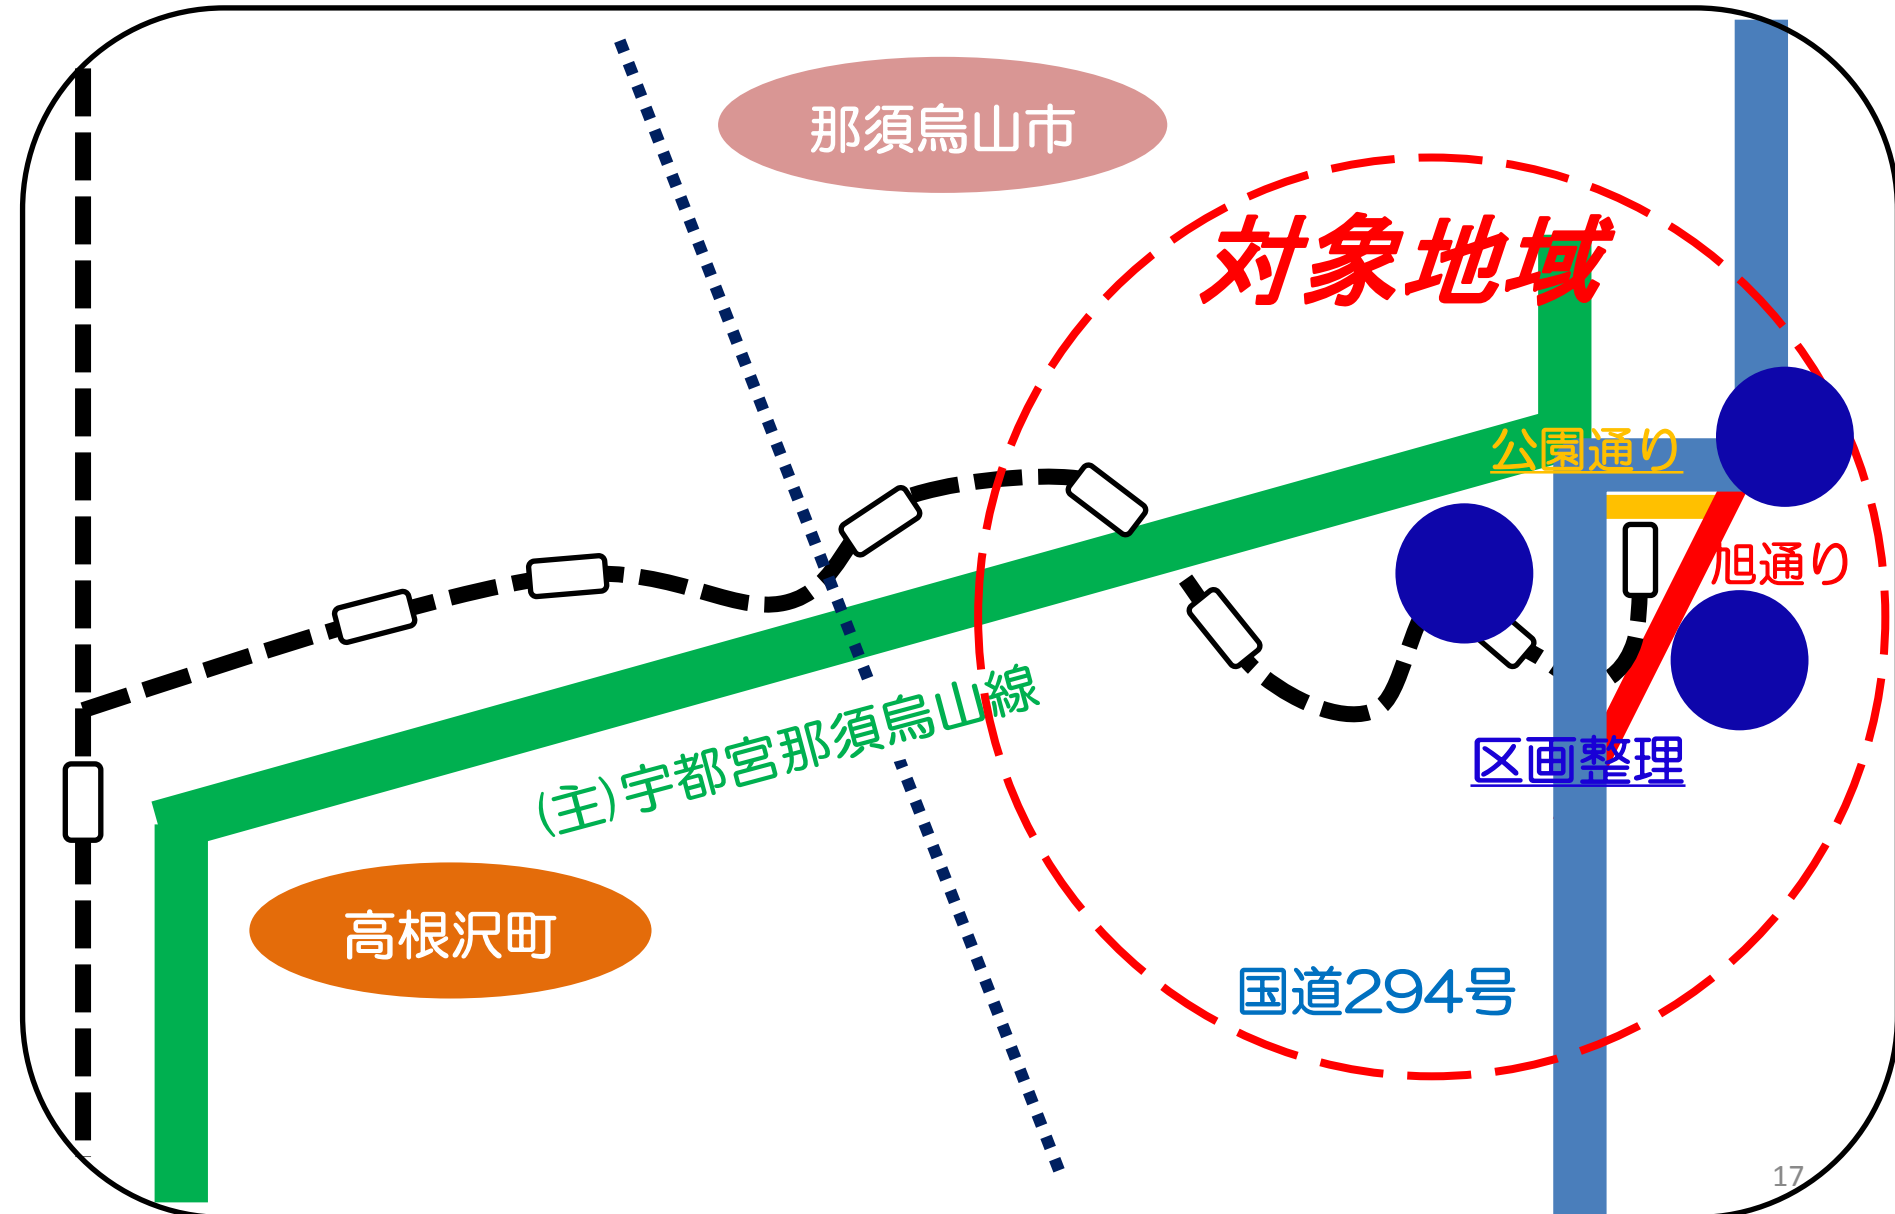 那須烏山市
対象地域
公園通り
旭通り
(主)宇都宮那須烏山線
区画整理
高根沢町
国道294号
17